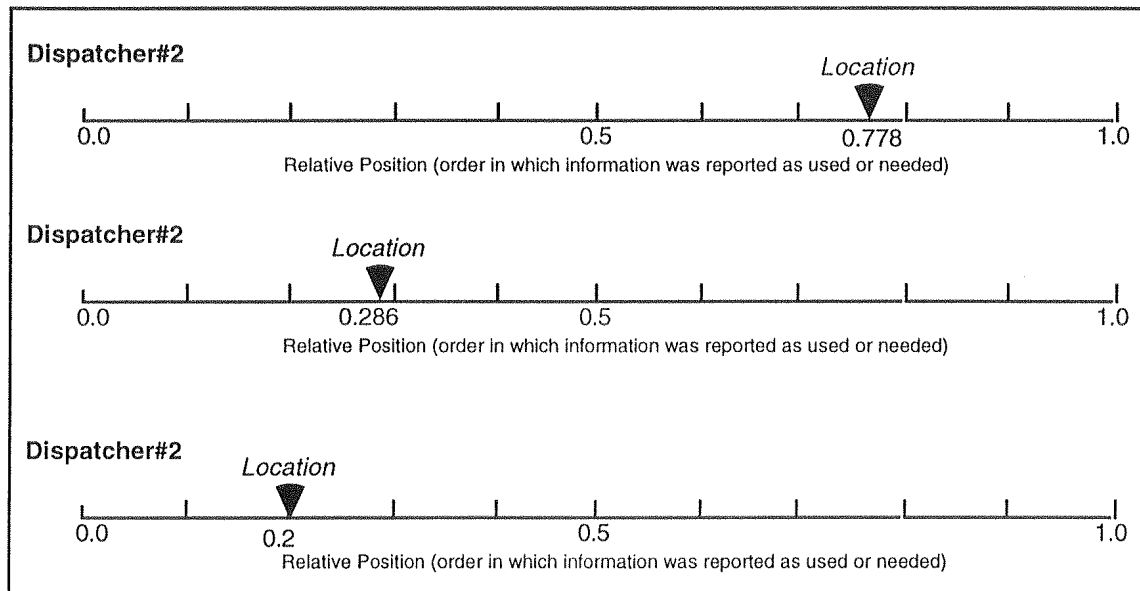 Dispatcher#2
Location
0.0 0.5 0.778 1.0
Relative Position (order in which information was reported as used or needed)
Dispatcher#2
Location
0.0 0.286 0.5 1.0
Relative Position (order in which information was reported as used or needed)
Dispatcher#2
Location
0.0 0.2 0.5 1.0
Relative Position (order in which information was reported as used or needed)